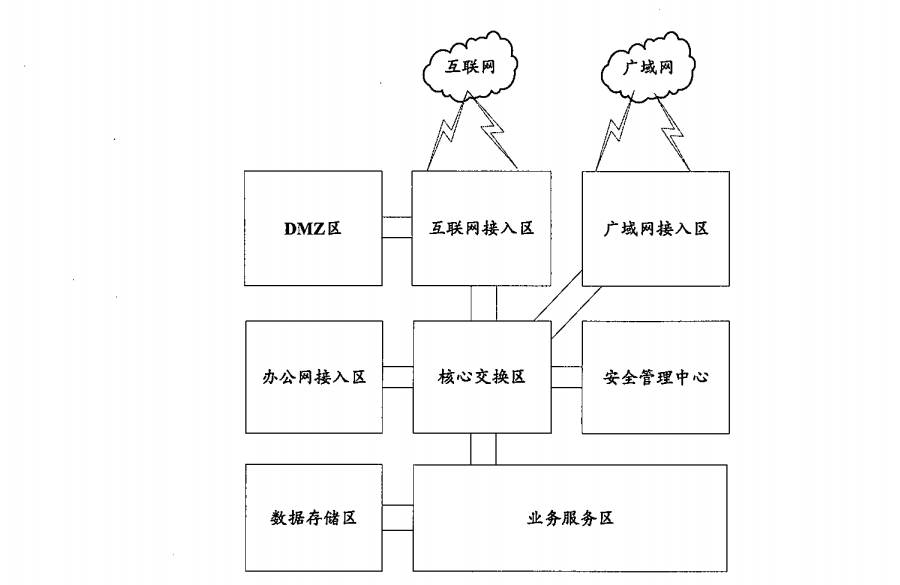 互联网
广域网
DMZ区
互联网接入区
广域网接入区
办公网接入区
核心交换区
安全管理中心
数据存储区
业务服务区